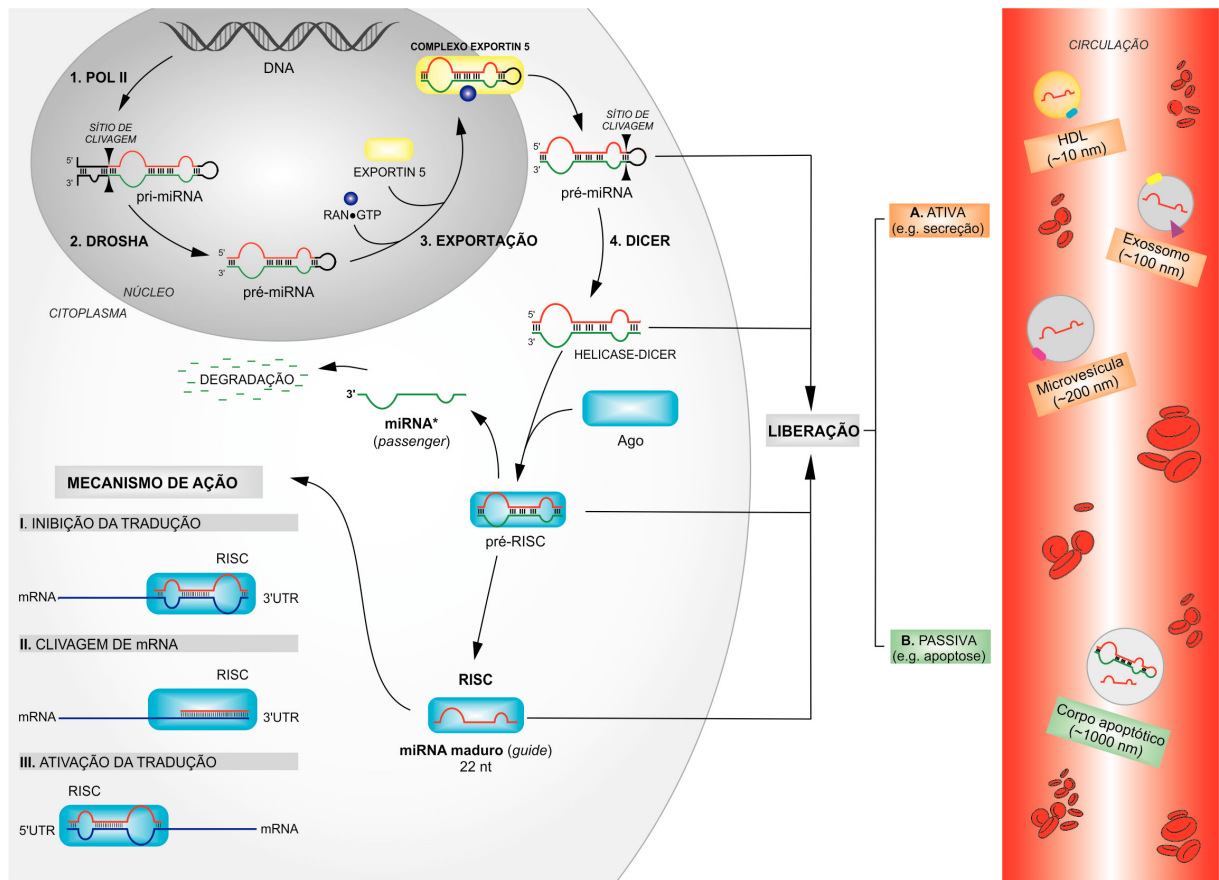 DNA
1. POL II
SÍTIO DE
CLIVAGEM
5'
3'
pri-miRNA
2. DROSHA
5'
3'
pré-miRNA
NÚCLEO
CITOPLASMA
EXPORTIN 5
RAN•GTP
3. EXPORTAÇÃO
COMPLEXO EXPORTIN 5
SÍTIO DE
CLIVAGEM
5'
3'
pré-miRNA
4. DICER
5'
3'
HELICASE-DICER
Ago
DEGRADAÇÃO
3'
miRNA*
(passenger)
pré-RISC
RISC
miRNA maduro (guide)
22 nt
MECANISMO DE AÇÃO
I. INIBIÇÃO DA TRADUÇÃO
RISC
mRNA
3'UTR
II. CLIVAGEM DE mRNA
RISC
mRNA
3'UTR
III. ATIVAÇÃO DA TRADUÇÃO
RISC
5'UTR
mRNA
LIBERAÇÃO
A. ATIVA
(e.g. secreção)
B. PASSIVA
(e.g. apoptose)
CIRCULAÇÃO
HDL
(~10 nm)
Exossomo
(~100 nm)
Microvesícula
(~200 nm)
Corpo apoptótico
(~1000 nm)